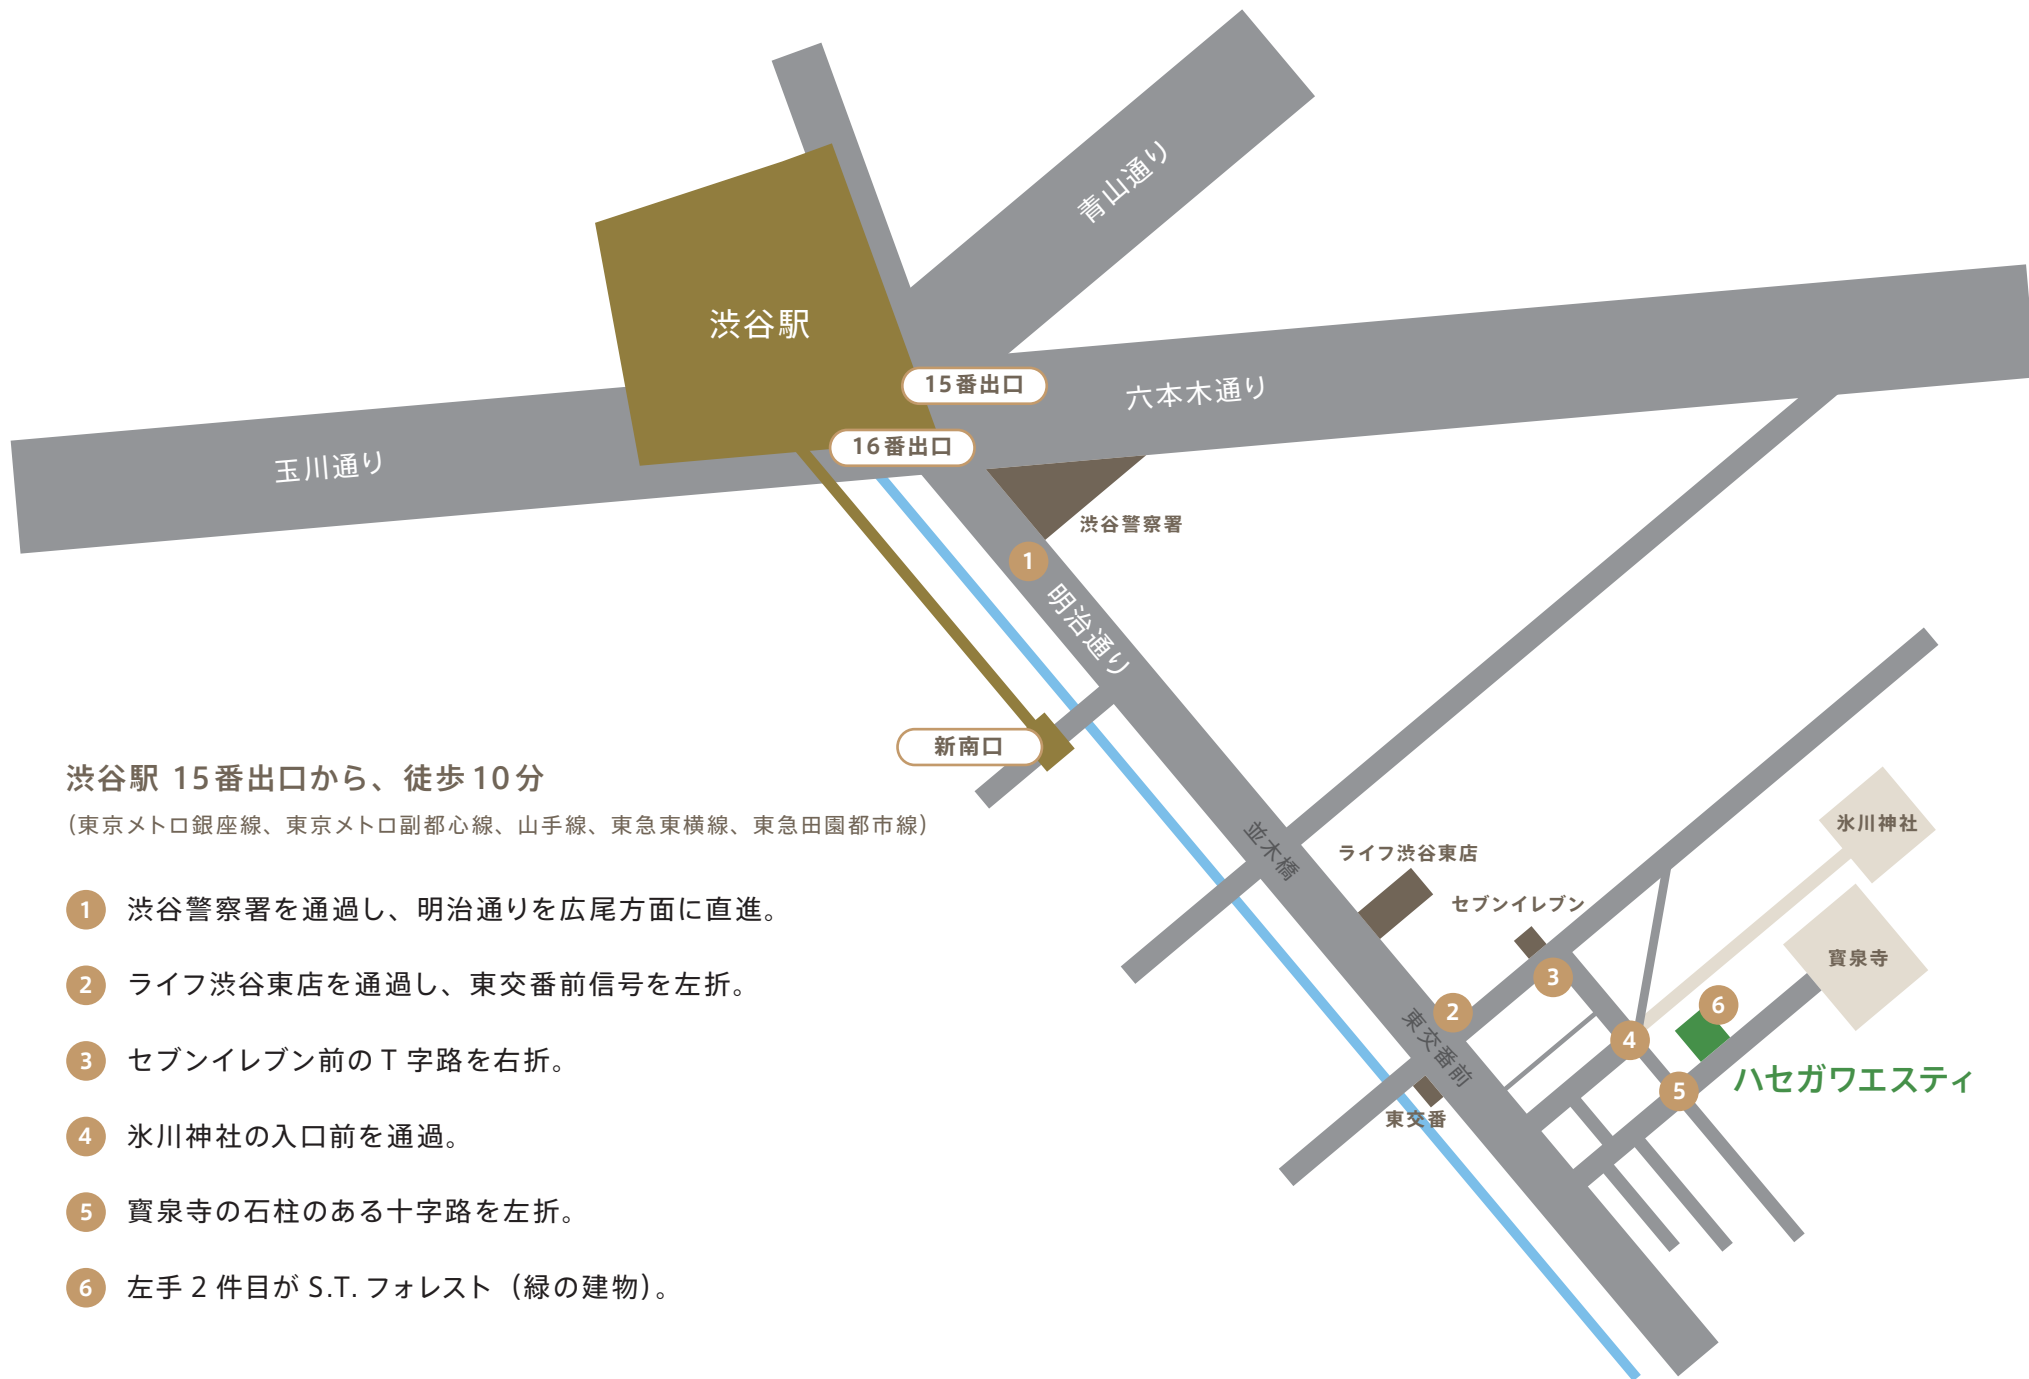 青山通り
渋谷駅
15番出口
六本木通り
16番出口
玉川通り
渋谷警察署
1
明治通り
新南口
渋谷駅 15番出口から、徒歩10分
(東京メトロ銀座線、東京メトロ副都心線、山手線、東急東横線、東急田園都市線)
並木橋
ライフ渋谷東店
セブンイレブン
氷川神社
寳泉寺
3
2
6
4
東交番前
5
ハセガワエスティ
東交番
1 渋谷警察署を通過し、明治通りを広尾方面に直進。
2 ライフ渋谷東店を通過し、東交番前信号を左折。
3 セブンイレブン前の T 字路を右折。
4 氷川神社の入口前を通過。
5 寳泉寺の石柱のある十字路を左折。
6 左手 2 件目が S.T. フォレスト（緑の建物）。